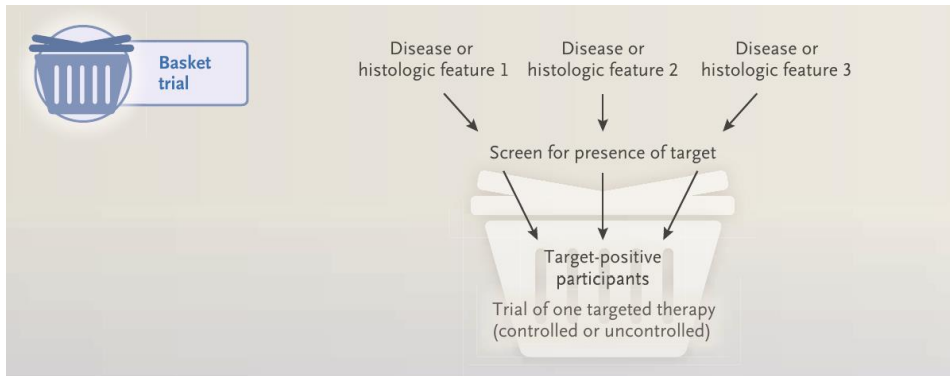 Basket
trial
Disease or
histologic feature 1
Disease or
histologic feature 2
Disease or
histologic feature 3
Screen for presence of target
Target-positive
participants
Trial of one targeted therapy
(controlled or uncontrolled)